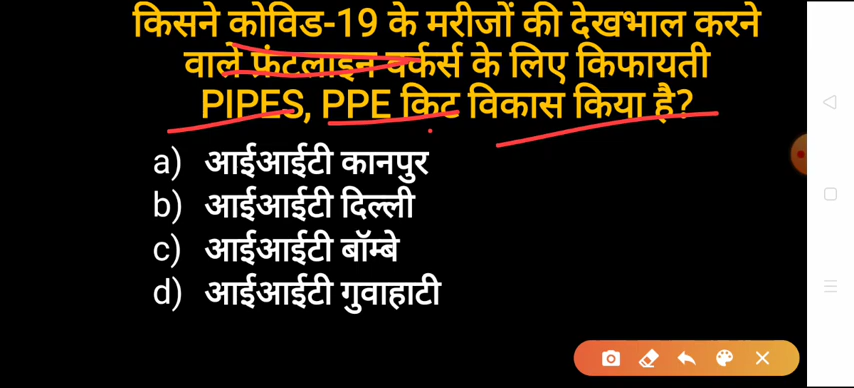 किसने कोविड-19 के मरीजों की देखभाल करने
वाले फ्रंटलाइन वर्कर्स के लिए किफायती
PIPES, PPE किट विकास किया है?
a) आईआईटी कानपुर
b) आईआईटी दिल्ली
c) आईआईटी बॉम्बे
d) आईआईटी गुवाहाटी